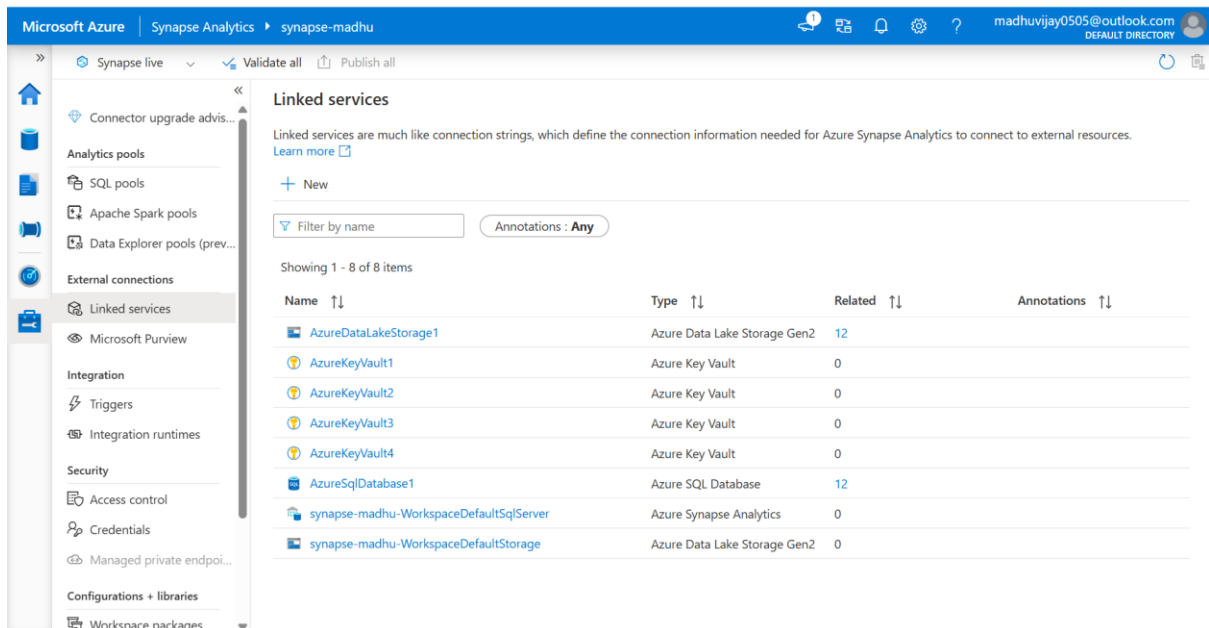 Microsoft Azure | Synapse Analytics ▸ synapse-madhu
1
madhuvijay0505@outlook.com
DEFAULT DIRECTORY
Synapse live
Validate all
Publish all
Connector upgrade advis...
Analytics pools
SQL pools
Apache Spark pools
Data Explorer pools (prev...
External connections
Linked services
Microsoft Purview
Integration
Triggers
Integration runtimes
Security
Access control
Credentials
Managed private endpoi...
Configurations + libraries
Workspace packages
Linked services
Linked services are much like connection strings, which define the connection information needed for Azure Synapse Analytics to connect to external resources.
Learn more
+ New
Filter by name
Annotations : Any
Showing 1 - 8 of 8 items
Name Type Related Annotations
AzureDataLakeStorage1 Azure Data Lake Storage Gen2 12
AzureKeyVault1 Azure Key Vault 0
AzureKeyVault2 Azure Key Vault 0
AzureKeyVault3 Azure Key Vault 0
AzureKeyVault4 Azure Key Vault 0
AzureSqlDatabase1 Azure SQL Database 12
synapse-madhu-WorkspaceDefaultSqlServer Azure Synapse Analytics 0
synapse-madhu-WorkspaceDefaultStorage Azure Data Lake Storage Gen2 0